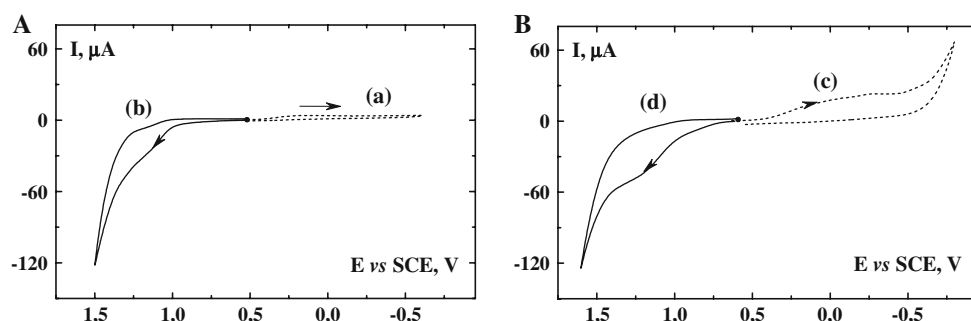 A
I, μA
60
0
-60
-120
(b)
(a)
E vs SCE, V
1,5
1,0
0,5
0,0
-0,5
B
I, μA
60
0
-60
-120
(d)
(c)
E vs SCE, V
1,5
1,0
0,5
0,0
-0,5